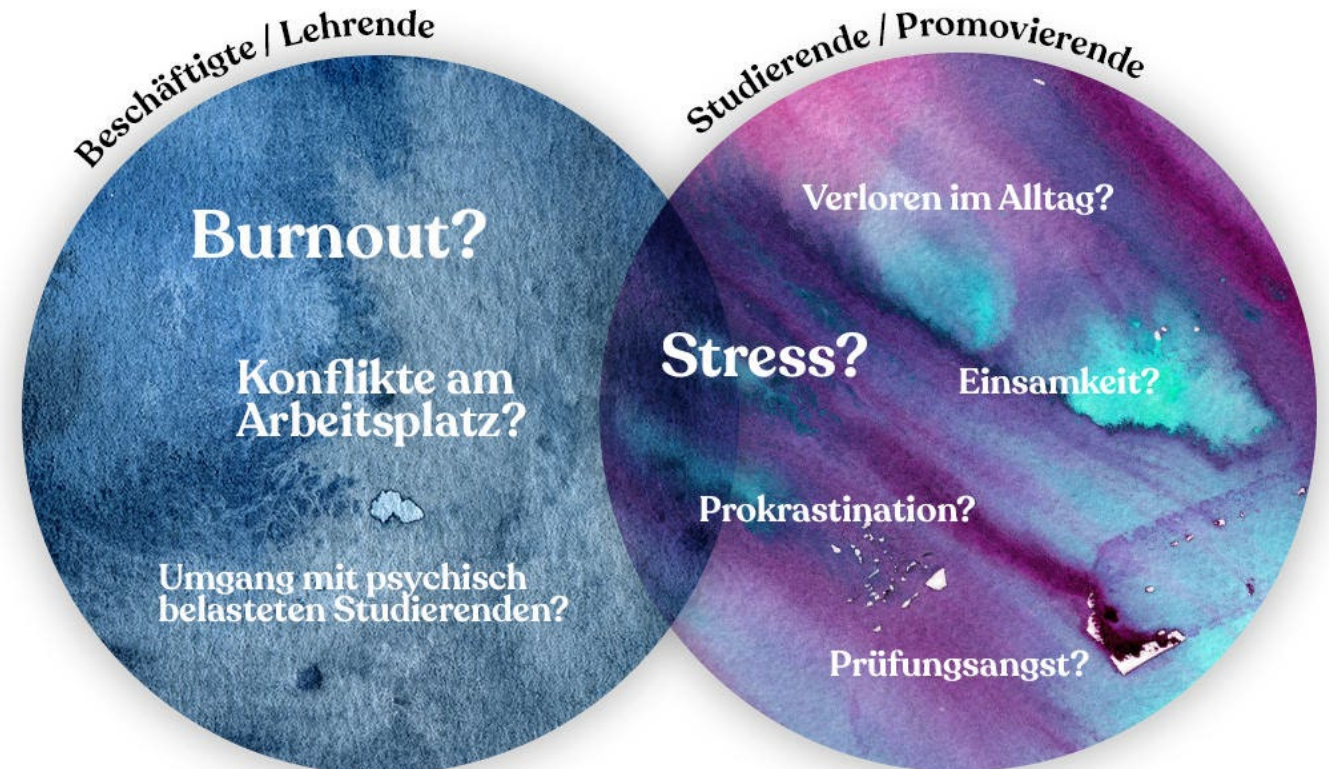 Beschäftigte / Lehrende
Burnout?
Konflikte am
Arbeitsplatz?
Umgang mit psychisch
belasteten Studierenden?
Studierende / Promovierende
Verloren im Alltag?
Stress?
Einsamkeit?
Prokrastination?
Prüfungsangst?